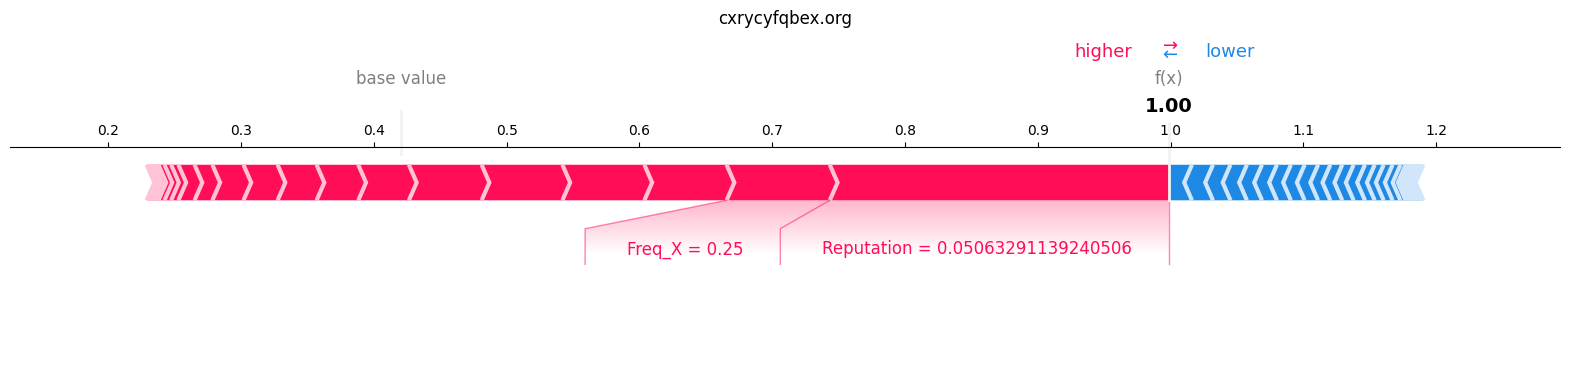 cxrycyfqbex.org
higher → ← lower
base value f(x)
1.00
0.2 0.3 0.4 0.5 0.6 0.7 0.8 0.9 1.0 1.1 1.2
Freq_X = 0.25 Reputation = 0.05063291139240506